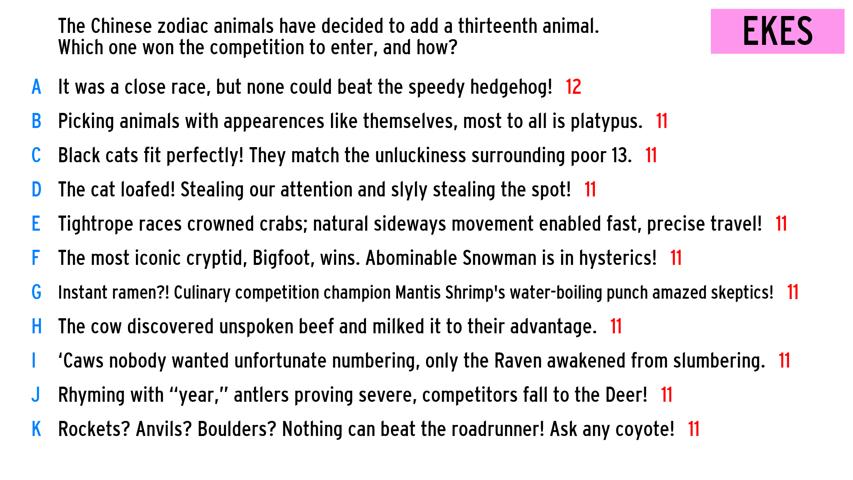 The Chinese zodiac animals have decided to add a thirteenth animal.
Which one won the competition to enter, and how?
EKES
A It was a close race, but none could beat the speedy hedgehog! 12
B Picking animals with appearences like themselves, most to all is platypus. 11
C Black cats fit perfectly! They match the unluckiness surrounding poor 13. 11
D The cat loafed! Stealing our attention and slyly stealing the spot! 11
E Tightrope races crowned crabs; natural sideways movement enabled fast, precise travel! 11
F The most iconic cryptid, Bigfoot, wins. Abominable Snowman is in hysterics! 11
G Instant ramen?! Culinary competition champion Mantis Shrimp's water-boiling punch amazed skeptics! 11
H The cow discovered unspoken beef and milked it to their advantage. 11
I ‘Caws nobody wanted unfortunate numbering, only the Raven awakened from slumbering. 11
J Rhyming with “year,” antlers proving severe, competitors fall to the Deer! 11
K Rockets? Anvils? Boulders? Nothing can beat the roadrunner! Ask any coyote! 11